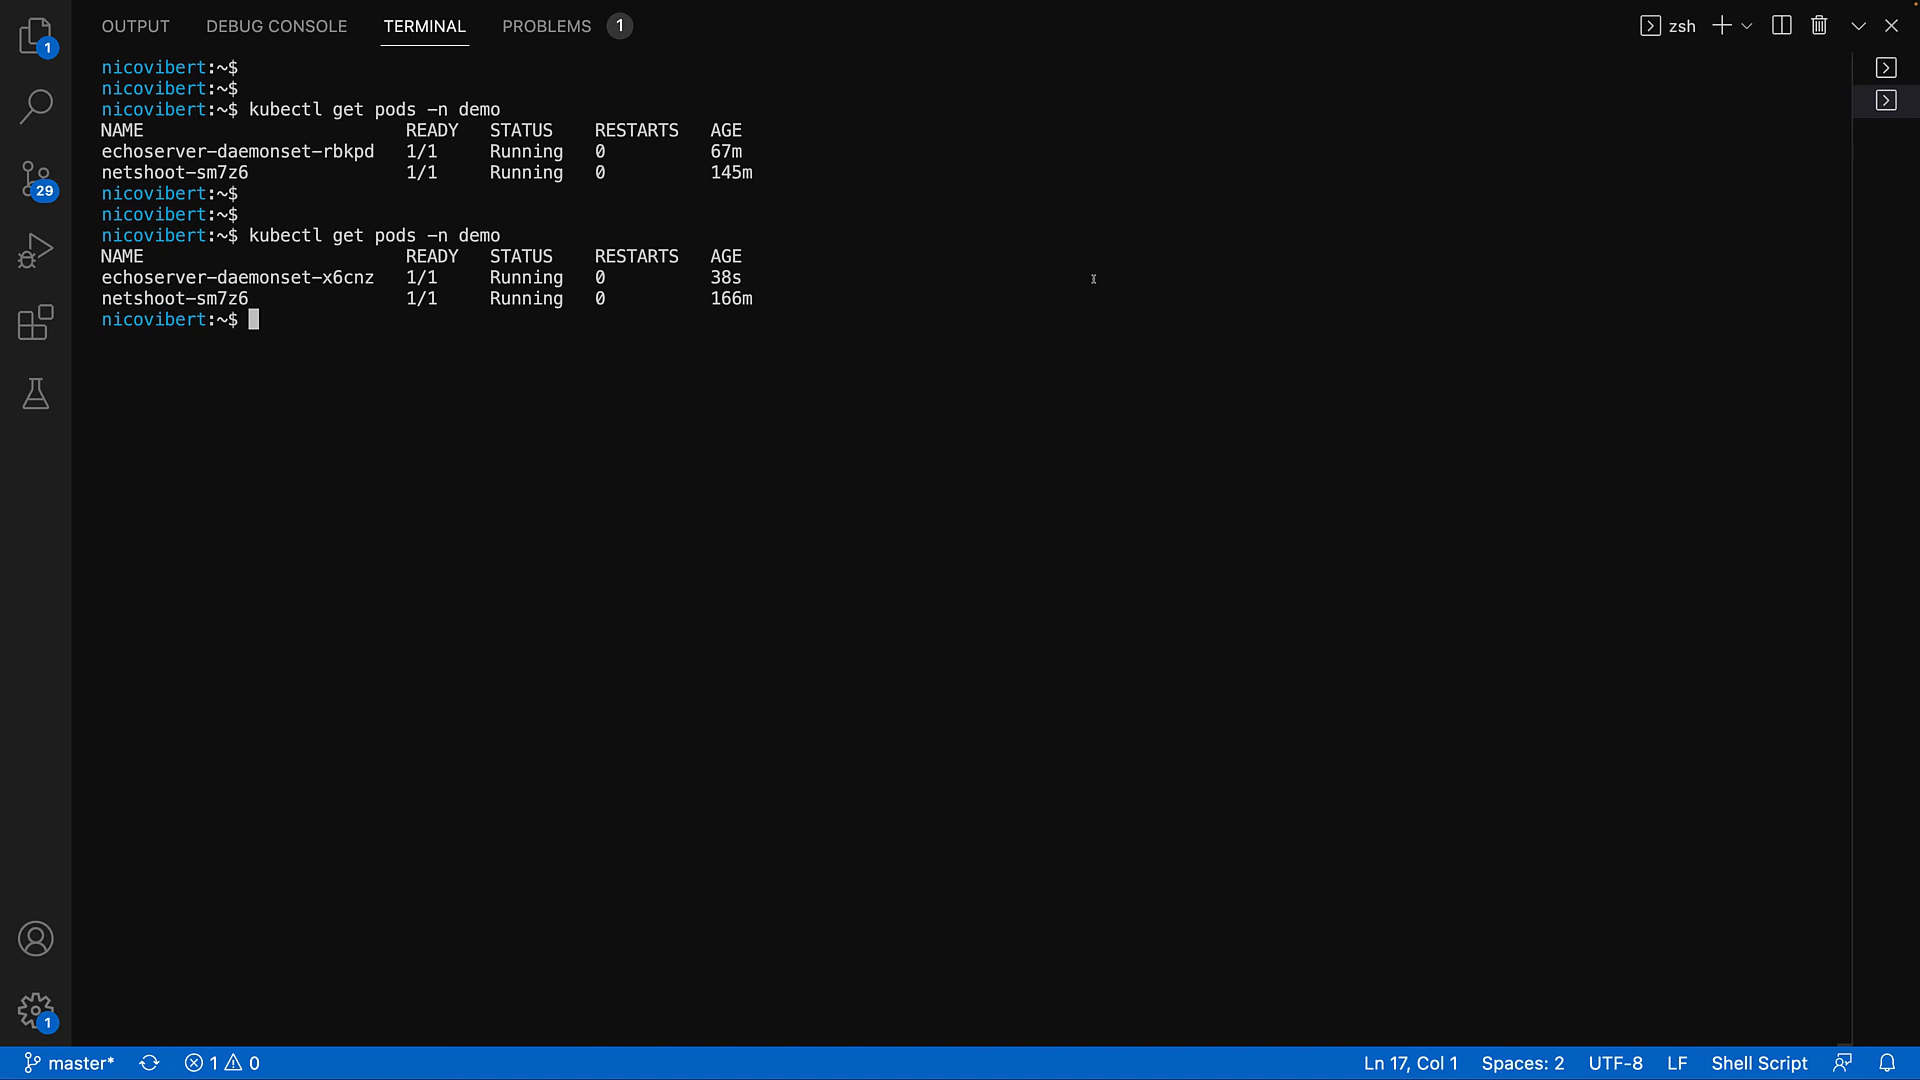 OUTPUT DEBUG CONSOLE TERMINAL PROBLEMS 1 zsh
1
nicovibert:~$
nicovibert:~$
nicovibert:~$ kubectl get pods -n demo
NAME READY STATUS RESTARTS AGE
echoserver-daemonset-rbkpd 1/1 Running 0 67m
netshoot-sm7z6 1/1 Running 0 145m
29
nicovibert:~$
nicovibert:~$
nicovibert:~$ kubectl get pods -n demo
NAME READY STATUS RESTARTS AGE
echoserver-daemonset-x6cnz 1/1 Running 0 38s
netshoot-sm7z6 1/1 Running 0 166m
nicovibert:~$
1
master* 1 0 Ln 17, Col 1 Spaces: 2 UTF-8 LF Shell Script